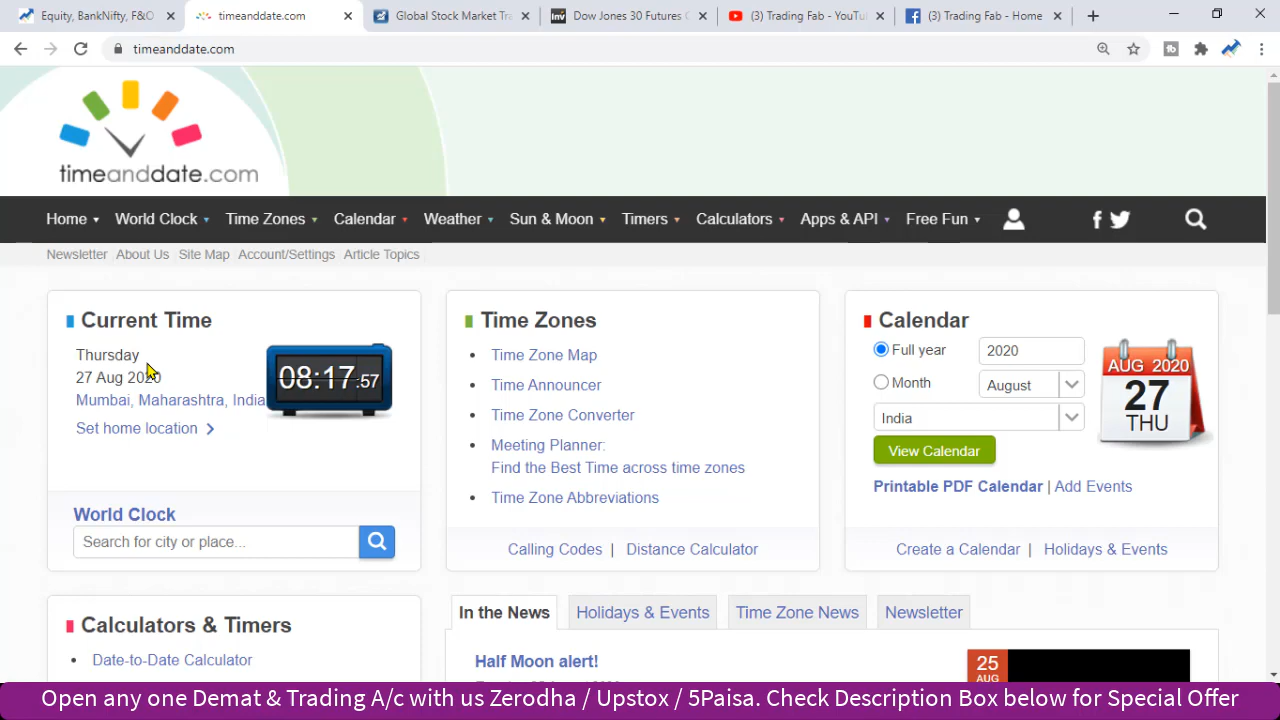 Equity, BankNifty, F&O
timeanddate.com
Global Stock Market Tr
Inv
Dow Jones 30 Futures
(3) Trading Fab - YouTu
(3) Trading Fab - Home
timeanddate.com
timeanddate.com
Home
World Clock
Time Zones
Calendar
Weather
Sun & Moon
Timers
Calculators
Apps & API
Free Fun
Newsletter
About Us
Site Map
Account/Settings
Article Topics
Current Time
Thursday
27 Aug 2020
Mumbai, Maharashtra, India
Set home location
08:17:57
World Clock
Search for city or place...
Time Zones
Time Zone Map
Time Announcer
Time Zone Converter
Meeting Planner:
Find the Best Time across time zones
Time Zone Abbreviations
Calling Codes |
Distance Calculator
Calendar
Full year
2020
Month
August
India
View Calendar
AUG 2020
27
THU
Printable PDF Calendar | Add Events
Create a Calendar |
Holidays & Events
Calculators & Timers
Date-to-Date Calculator
In the News
Holidays & Events
Time Zone News
Newsletter
Half Moon alert!
25
AUG
Open any one Demat & Trading A/c with us Zerodha / Upstox / 5Paisa. Check Description Box below for Special Offer